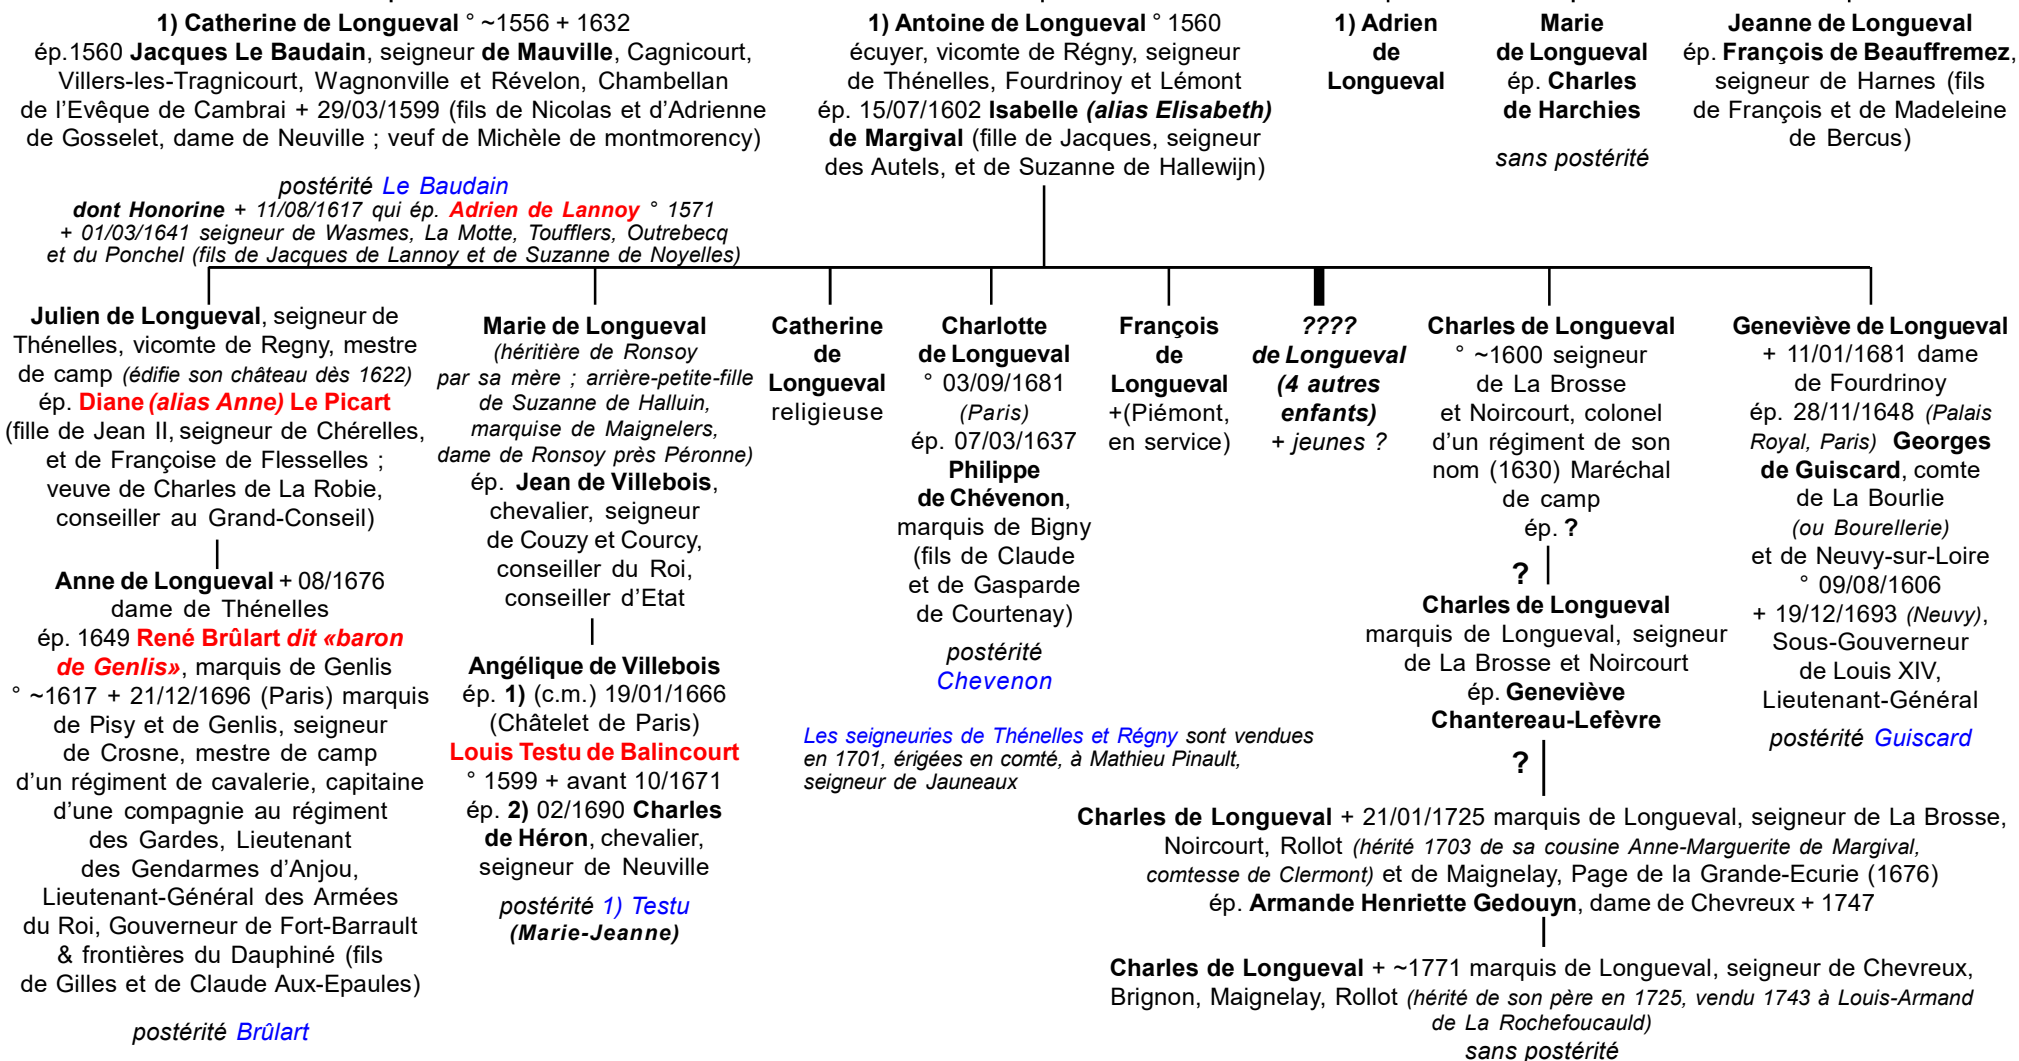 1) Catherine de Longueval ° ~1556 + 1632
ép.1560 Jacques Le Baudain, seigneur de Mauville, Cagnicourt,
Villers-les-Tragnicourt, Wagnonville et Révelon, Chambellan
de l'Evêque de Cambrai + 29/03/1599 (fils de Nicolas et d'Adrienne
de Gosselet, dame de Neuville ; veuf de Michèle de montmorency)
postérité Le Baudain
dont Honorine + 11/08/1617 qui ép. Adrien de Lannoy ° 1571
+ 01/03/1641 seigneur de Wasmes, La Motte, Toufflers, Outrebecq
et du Ponchel (fils de Jacques de Lannoy et de Suzanne de Noyelles)
1) Antoine de Longueval ° 1560
écuyer, vicomte de Régny, seigneur
de Thénelles, Fourdrinoy et Lémont
ép. 15/07/1602 Isabelle (alias Elisabeth)
de Margival (fille de Jacques, seigneur
des Autels, et de Suzanne de Hallewijn)
1) Adrien
de
Longueval
Marie
de Longueval
ép. Charles
de Harchies
sans postérité
Jeanne de Longueval
ép. François de Beauffremez,
seigneur de Harnes (fils
de François et de Madeleine
de Bercus)
Julien de Longueval, seigneur de
Thénelles, vicomte de Regny, mestre
de camp (édifie son château dès 1622)
ép. Diane (alias Anne) Le Picart
(fille de Jean II, seigneur de Chérelles,
et de Françoise de Flesselles ;
veuve de Charles de La Robie,
conseiller au Grand-Conseil)
Anne de Longueval + 08/1676
dame de Thénelles
ép. 1649 René Brûlart dit «baron
de Genlis», marquis de Genlis
° ~1617 + 21/12/1696 (Paris) marquis
de Pisy et de Genlis, seigneur
de Crosne, mestre de camp
d'un régiment de cavalerie, capitaine
d'une compagnie au régiment
des Gardes, Lieutenant
des Gendarmes d'Anjou,
Lieutenant-Général des Armées
du Roi, Gouverneur de Fort-Barrault
& frontières du Dauphiné (fils
de Gilles et de Claude Aux-Epaules)
postérité Brûlart
Marie de Longueval
(héritière de Ronsoy
par sa mère ; arrière-petite-fille
de Suzanne de Halluin,
marquise de Maignelers,
dame de Ronsoy près Péronne)
ép. Jean de Villebois,
chevalier, seigneur
de Couzy et Courcy,
conseiller du Roi,
conseiller d'Etat
Angélique de Villebois
ép. 1) (c.m.) 19/01/1666
(Châtelet de Paris)
Louis Testu de Balincourt
° 1599 + avant 10/1671
ép. 2) 02/1690 Charles
de Héron, chevalier,
seigneur de Neuville
postérité 1) Testu
(Marie-Jeanne)
Catherine
de
Longueval
religieuse
Charlotte
de Longueval
° 03/09/1681
(Paris)
ép. 07/03/1637
Philippe
de Chévenon,
marquis de Bigny
(fils de Claude
et de Gasparde
de Courtenay)
postérité
Chevenon
François
de
Longueval
+(Piémont,
en service)
????
de Longueval
(4 autres
enfants)
+ jeunes ?
Les seigneuries de Thénelles et Régny sont vendues
en 1701, érigées en comté, à Mathieu Pinault,
seigneur de Jauneaux
Charles de Longueval
° ~1600 seigneur
de La Brosse
et Noircourt, colonel
d'un régiment de son
nom (1630) Maréchal
de camp
ép. ?
?
Charles de Longueval
marquis de Longueval, seigneur
de La Brosse et Noircourt
ép. Geneviève
Chantereau-Lefèvre
?
Geneviève de Longueval
+ 11/01/1681 dame
de Fourdrinoy
ép. 28/11/1648 (Palais
Royal, Paris) Georges
de Guiscard, comte
de La Bourlie
(ou Bourellerie)
et de Neuvy-sur-Loire
° 09/08/1606
+ 19/12/1693 (Neuvy),
Sous-Gouverneur
de Louis XIV,
Lieutenant-Général
postérité Guiscard
Charles de Longueval + 21/01/1725 marquis de Longueval, seigneur de La Brosse,
Noircourt, Rollot (hérité 1703 de sa cousine Anne-Marguerite de Margival,
comtesse de Clermont) et de Maignelay, Page de la Grande-Ecurie (1676)
ép. Armande Henriette Gedouyn, dame de Chevreux + 1747
Charles de Longueval + ~1771 marquis de Longueval, seigneur de Chevreux,
Brignon, Maignelay, Rollot (hérité de son père en 1725, vendu 1743 à Louis-Armand
de La Rochefoucauld)
sans postérité